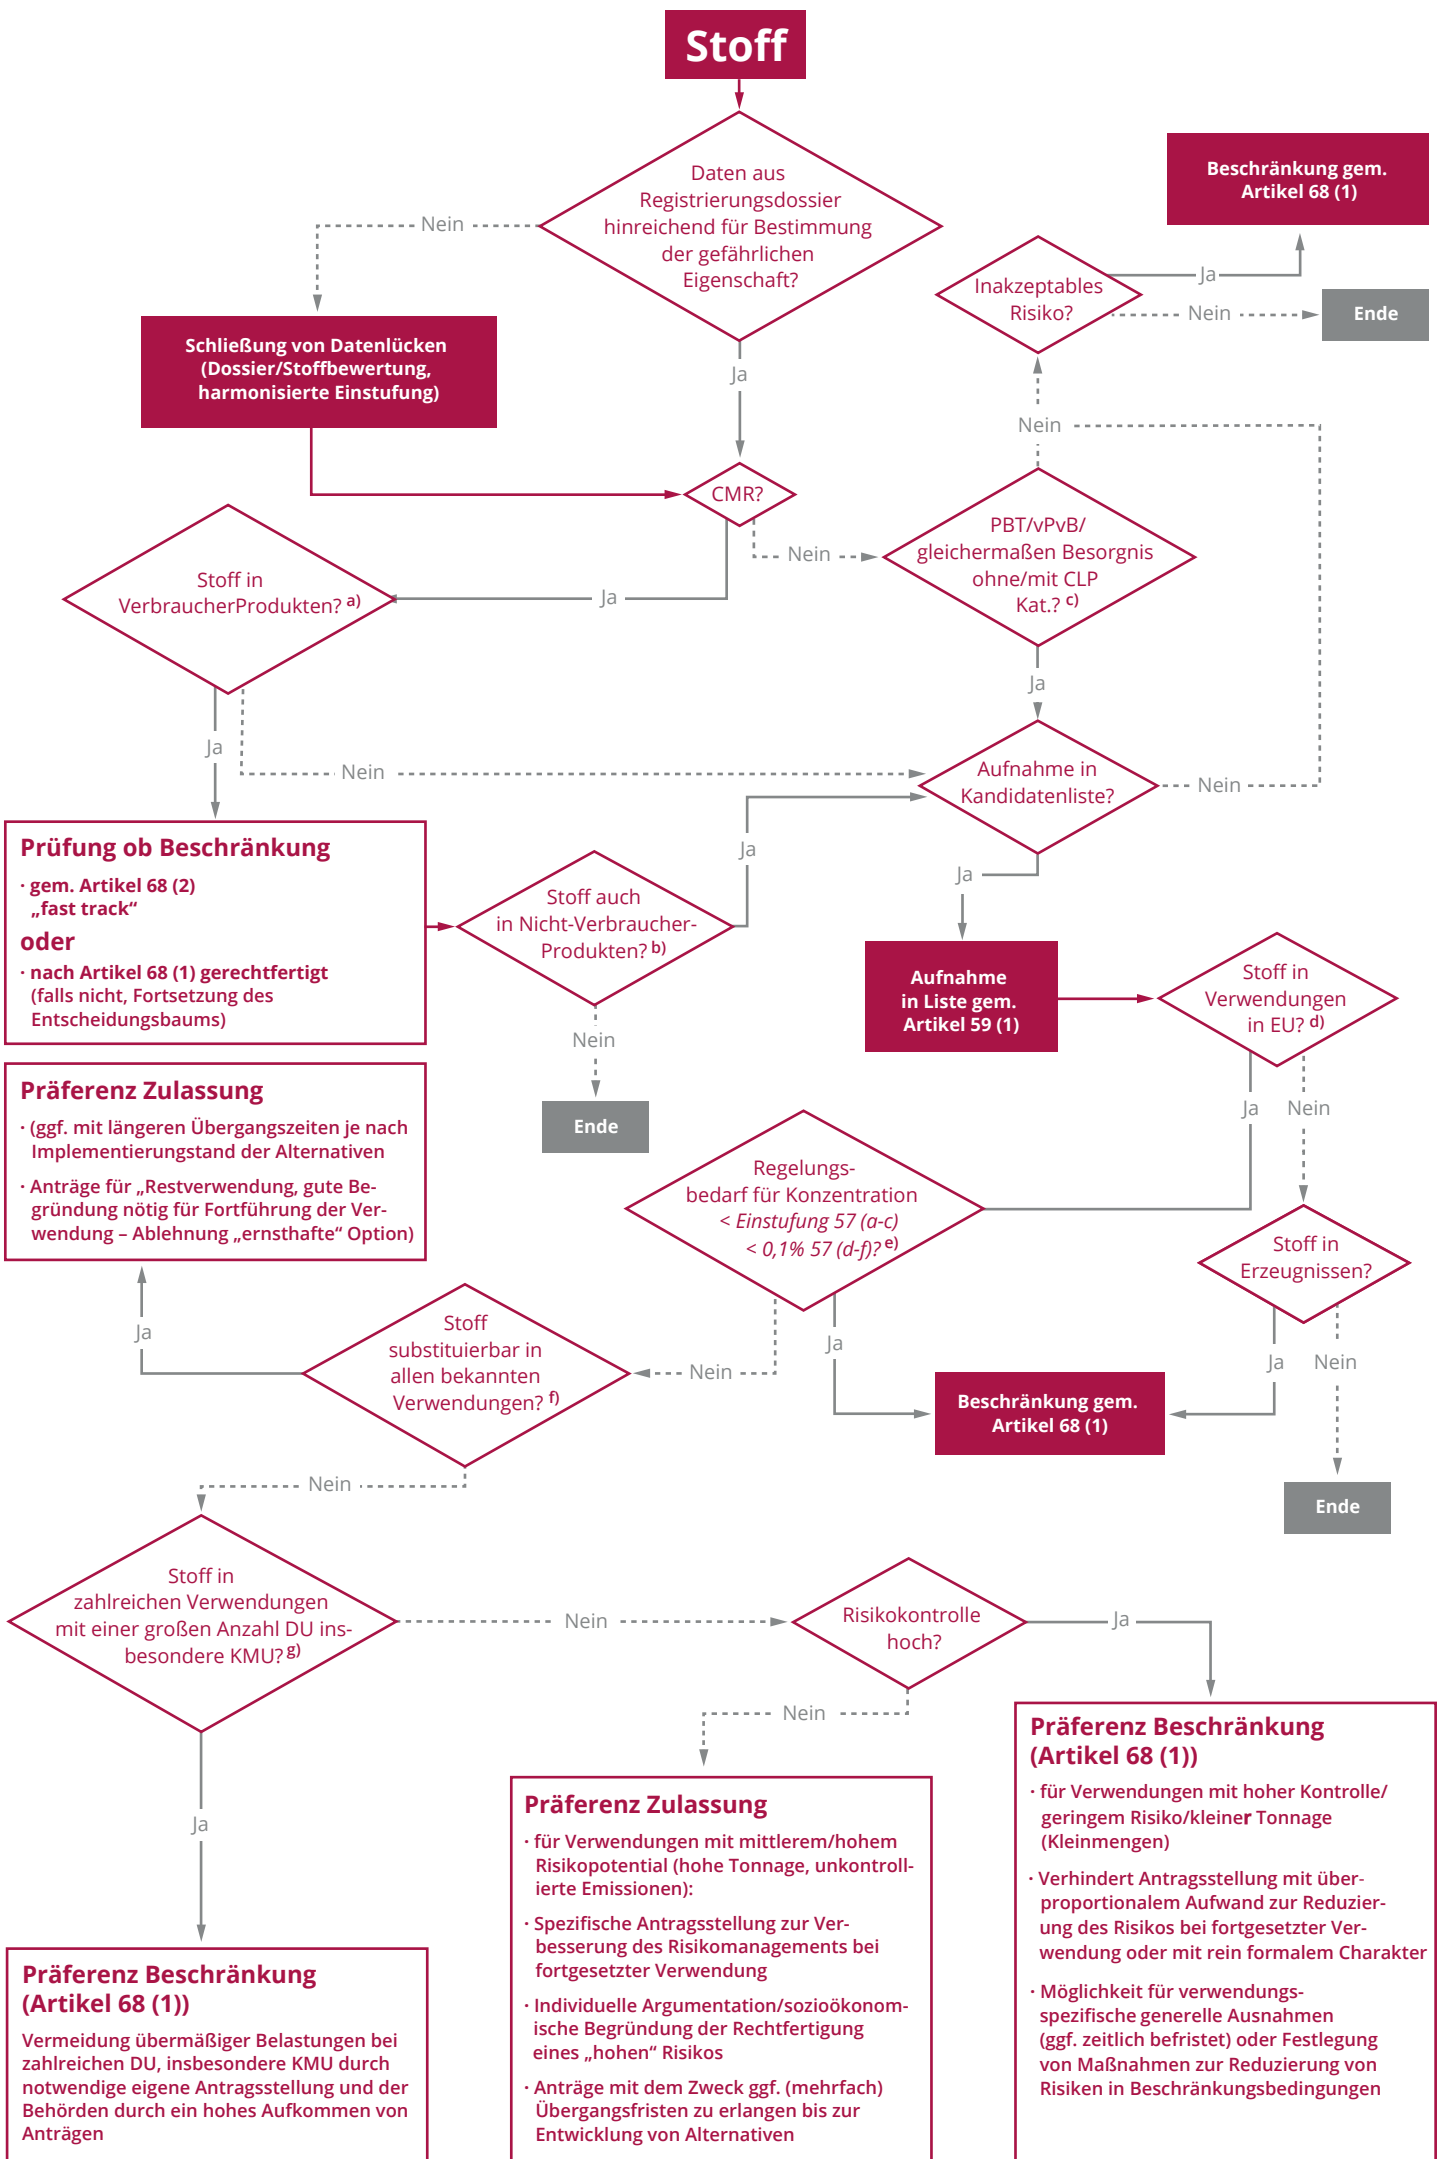 Stoff
Daten aus
Registrierungsdossier
hinreichend für Bestimmung
der gefährlichen
Eigenschaft?
Nein
Ja
Schließung von Datenlücken
(Dossier/Stoffbewertung,
harmonisierte Einstufung)
Beschränkung gem.
Artikel 68 (1)
Inakzeptables
Risiko?
Ja
Nein
Ende
Nein
CMR?
Nein
Ja
PBT/vPvB/
gleichermaßen Besorgnis
ohne/mit CLP
Kat.? c)
Ja
Stoff in
VerbraucherProdukten? a)
Ja
Nein
Aufnahme in
Kandidatenliste?
Nein
Ja
Prüfung ob Beschränkung
· gem. Artikel 68 (2)
„fast track“
oder
· nach Artikel 68 (1) gerechtfertigt
(falls nicht, Fortsetzung des
Entscheidungsbaums)
Stoff auch
in Nicht-Verbraucher-
Produkten? b)
Ja
Nein
Ende
Aufnahme
in Liste gem.
Artikel 59 (1)
Stoff in
Verwendungen
in EU? d)
Ja
Nein
Präferenz Zulassung
· (ggf. mit längeren Übergangszeiten je nach
Implementierungstand der Alternativen
· Anträge für „Restverwendung, gute Be-
gründung nötig für Fortführung der Ver-
wendung – Ablehnung „ernsthafte“ Option)
Regelungs-
bedarf für Konzentration
< Einstufung 57 (a-c)
< 0,1% 57 (d-f)? e)
Stoff in
Erzeugnissen?
Ja
Nein
Ja
Nein
Ja
Stoff
substituierbar in
allen bekannten
Verwendungen? f)
Beschränkung gem.
Artikel 68 (1)
Nein
Ende
Stoff in
zahlreichen Verwendungen
mit einer großen Anzahl DU ins-
besondere KMU? g)
Nein
Risikokontrolle
hoch?
Ja
Nein
Ja
Präferenz Beschränkung
(Artikel 68 (1))
Vermeidung übermäßiger Belastungen bei
zahlreichen DU, insbesondere KMU durch
notwendige eigene Antragsstellung und der
Behörden durch ein hohes Aufkommen von
Anträgen
Präferenz Zulassung
· für Verwendungen mit mittlerem/hohem
Risikopotential (hohe Tonnage, unkontroll-
ierte Emissionen):
· Spezifische Antragsstellung zur Ver-
besserung des Risikomanagements bei
fortgesetzter Verwendung
· Individuelle Argumentation/sozioökonom-
ische Begründung der Rechtfertigung
eines „hohen“ Risikos
· Anträge mit dem Zweck ggf. (mehrfach)
Übergangsfristen zu erlangen bis zur
Entwicklung von Alternativen
Präferenz Beschränkung
(Artikel 68 (1))
· für Verwendungen mit hoher Kontrolle/
geringem Risiko/kleiner Tonnage
(Kleinmengen)
· Verhindert Antragsstellung mit über-
proportionalem Aufwand zur Reduzier-
ung des Risikos bei fortgesetzter Ver-
wendung oder mit rein formalem Charakter
· Möglichkeit für verwendungs-
spezifische generelle Ausnahmen
(ggf. zeitlich befristet) oder Festlegung
von Maßnahmen zur Reduzierung von
Risiken in Beschränkungsbedingungen